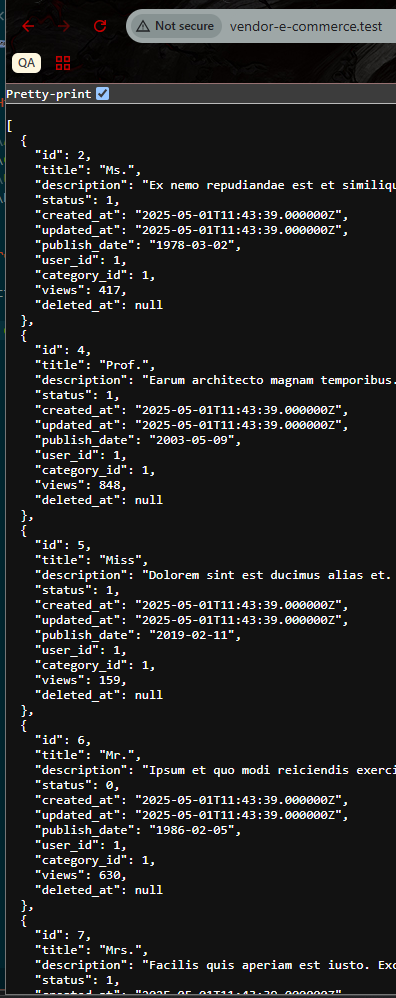 Not secure vendor-e-commerce.test
QA
Pretty-print
[
  {
    "id": 2,
    "title": "Ms.",
    "description": "Ex nemo repudiandae est et similiqu
    "status": 1,
    "created_at": "2025-05-01T11:43:39.000000Z",
    "updated_at": "2025-05-01T11:43:39.000000Z",
    "publish_date": "1978-03-02",
    "user_id": 1,
    "category_id": 1,
    "views": 417,
    "deleted_at": null
  },
  {
    "id": 4,
    "title": "Prof.",
    "description": "Earum architecto magnam temporibus.
    "status": 1,
    "created_at": "2025-05-01T11:43:39.000000Z",
    "updated_at": "2025-05-01T11:43:39.000000Z",
    "publish_date": "2003-05-09",
    "user_id": 1,
    "category_id": 1,
    "views": 848,
    "deleted_at": null
  },
  {
    "id": 5,
    "title": "Miss",
    "description": "Dolorem sint est ducimus alias et.
    "status": 1,
    "created_at": "2025-05-01T11:43:39.000000Z",
    "updated_at": "2025-05-01T11:43:39.000000Z",
    "publish_date": "2019-02-11",
    "user_id": 1,
    "category_id": 1,
    "views": 159,
    "deleted_at": null
  },
  {
    "id": 6,
    "title": "Mr.",
    "description": "Ipsum et quo modi reiciendis exerci
    "status": 0,
    "created_at": "2025-05-01T11:43:39.000000Z",
    "updated_at": "2025-05-01T11:43:39.000000Z",
    "publish_date": "1986-02-05",
    "user_id": 1,
    "category_id": 1,
    "views": 630,
    "deleted_at": null
  },
  {
    "id": 7,
    "title": "Mrs.",
    "description": "Facilis quis aperiam est iusto. Exc
    "status": 1,